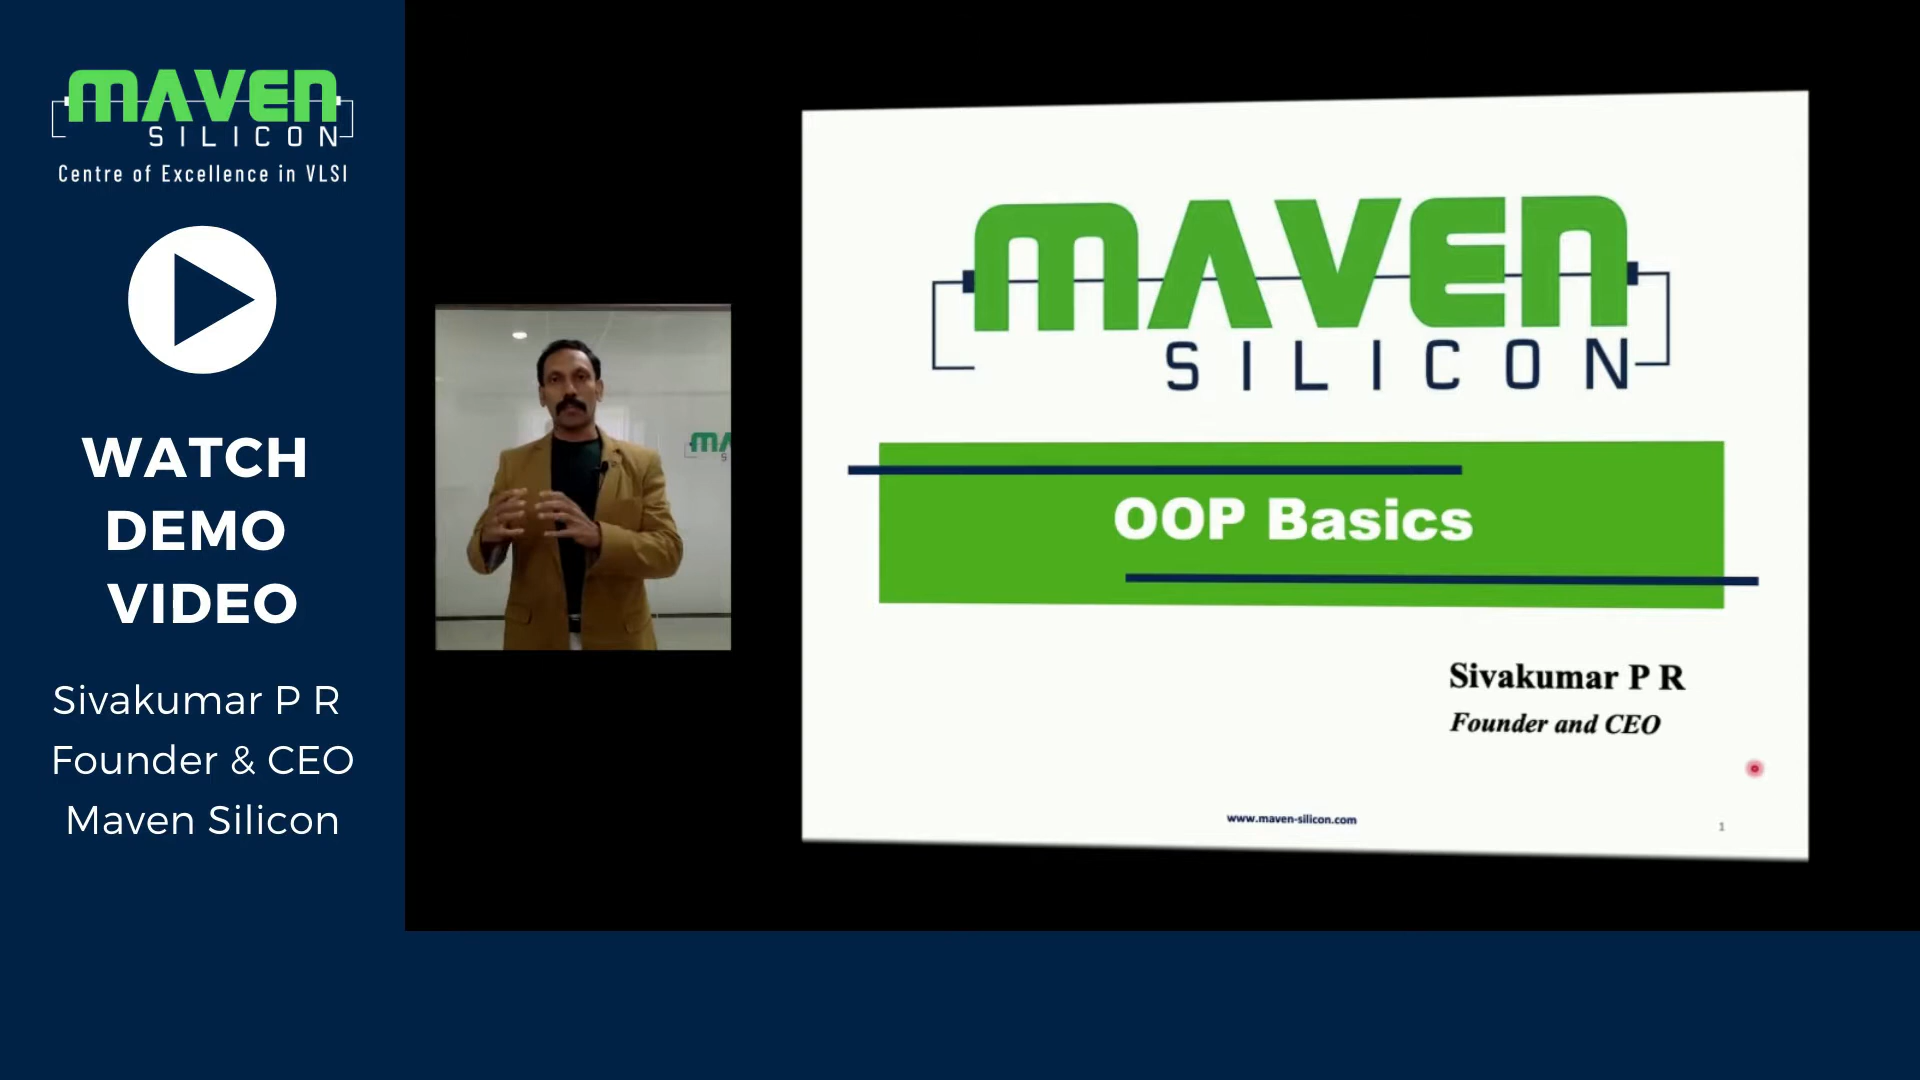 MAVEN
SILICON
Centre of Excellence in VLSI
WATCH
DEMO
VIDEO
Sivakumar P R
Founder & CEO
Maven Silicon
MAVEN
SILICON
OOP Basics
Sivakumar P R
Founder and CEO
www.maven-silicon.com
1